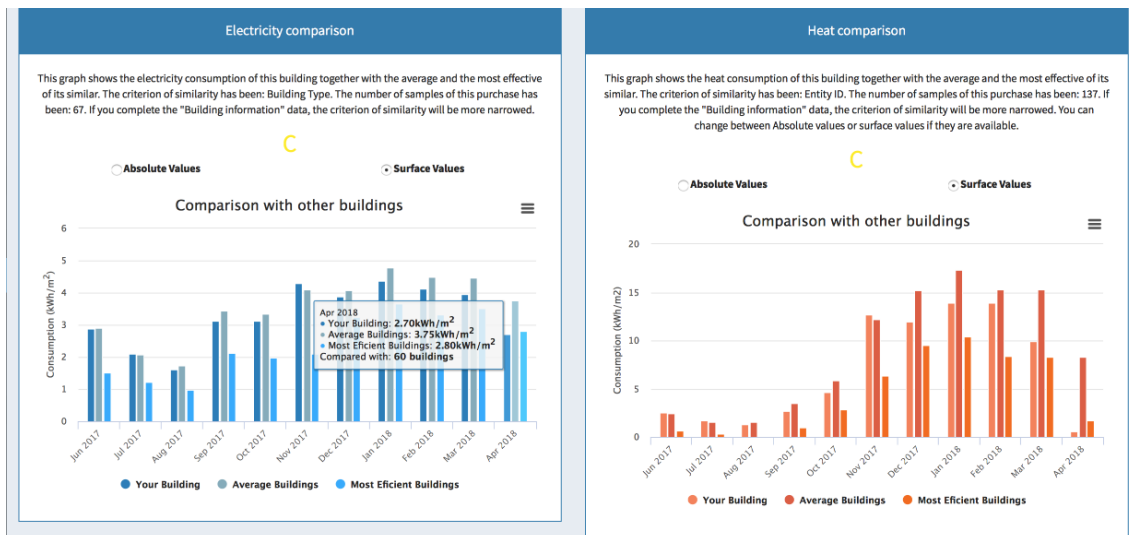 Electricity comparison
This graph shows the electricity consumption of this building together with the average and the most effective
of its similar. The criterion of similarity has been: Building Type. The number of samples of this purchase has
been: 67. If you complete the "Building information" data, the criterion of similarity will be more narrowed.
C
Absolute Values
Surface Values
Comparison with other buildings
Consumption (kWh/m²)
6
5
4
3
2
1
0
Apr 2018
Your Building: 2.70kWh/m²
Average Buildings: 3.75kWh/m²
Most Eficient Buildings: 2.80kWh/m²
Compared with: 60 buildings
Jun 2017
Jul 2017
Aug 2017
Sep 2017
Oct 2017
Nov 2017
Dec 2017
Jan 2018
Feb 2018
Mar 2018
Apr 2018
Your Building
Average Buildings
Most Eficient Buildings
Heat comparison
This graph shows the heat consumption of this building together with the average and the most effective of its
similar. The criterion of similarity has been: Entity ID. The number of samples of this purchase has been: 137. If
you complete the "Building information" data, the criterion of similarity will be more narrowed. You can
change between Absolute values or surface values if they are available.
C
Absolute Values
Surface Values
Comparison with other buildings
Consumption (kWh/m2)
20
15
10
5
0
Jun 2017
Jul 2017
Aug 2017
Sep 2017
Oct 2017
Nov 2017
Dec 2017
Jan 2018
Feb 2018
Mar 2018
Apr 2018
Your Building
Average Buildings
Most Eficient Buildings